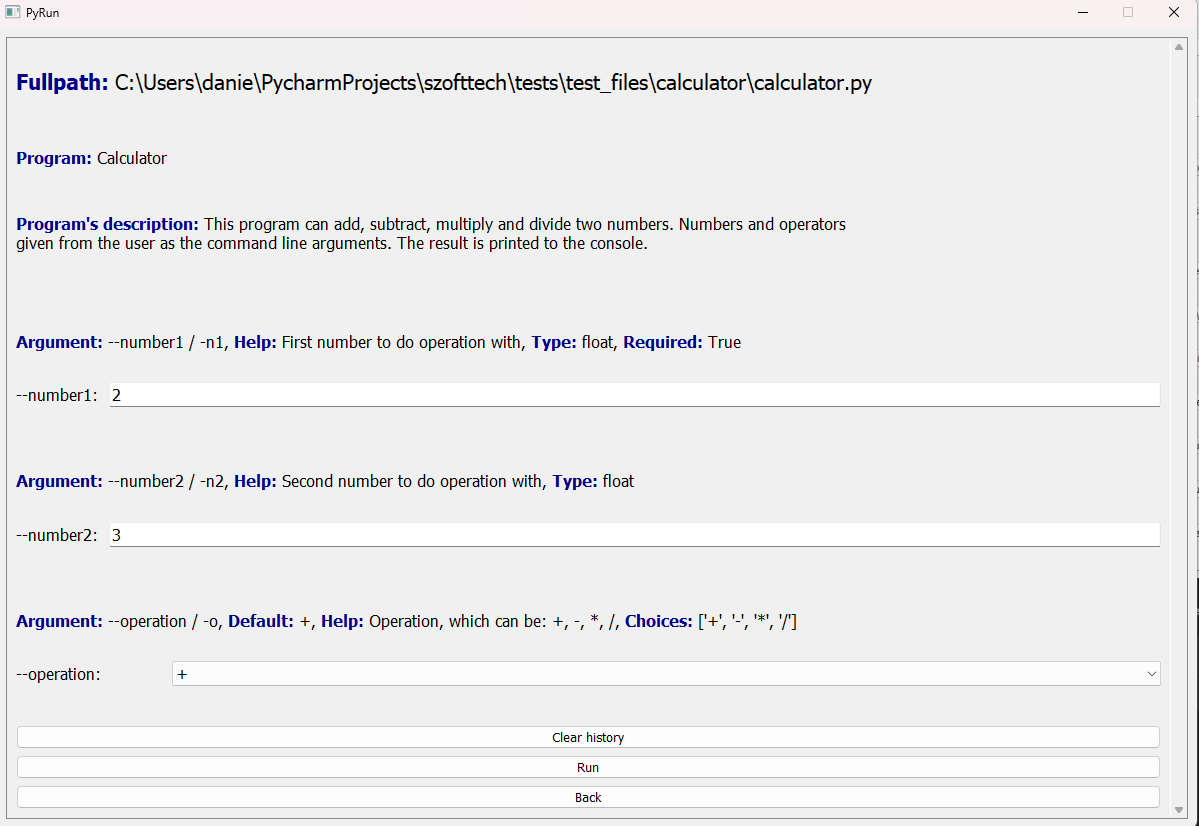 PyRun
Fullpath: C:\Users\danie\PycharmProjects\szofttech\tests\test_files\calculator\calculator.py
Program: Calculator
Program's description: This program can add, subtract, multiply and divide two numbers. Numbers and operators
given from the user as the command line arguments. The result is printed to the console.
Argument: --number1 / -n1, Help: First number to do operation with, Type: float, Required: True
--number1: 2
Argument: --number2 / -n2, Help: Second number to do operation with, Type: float
--number2: 3
Argument: --operation / -o, Default: +, Help: Operation, which can be: +, -, *, /, Choices: ['+', '-', '*', '/']
--operation: +
Clear history
Run
Back